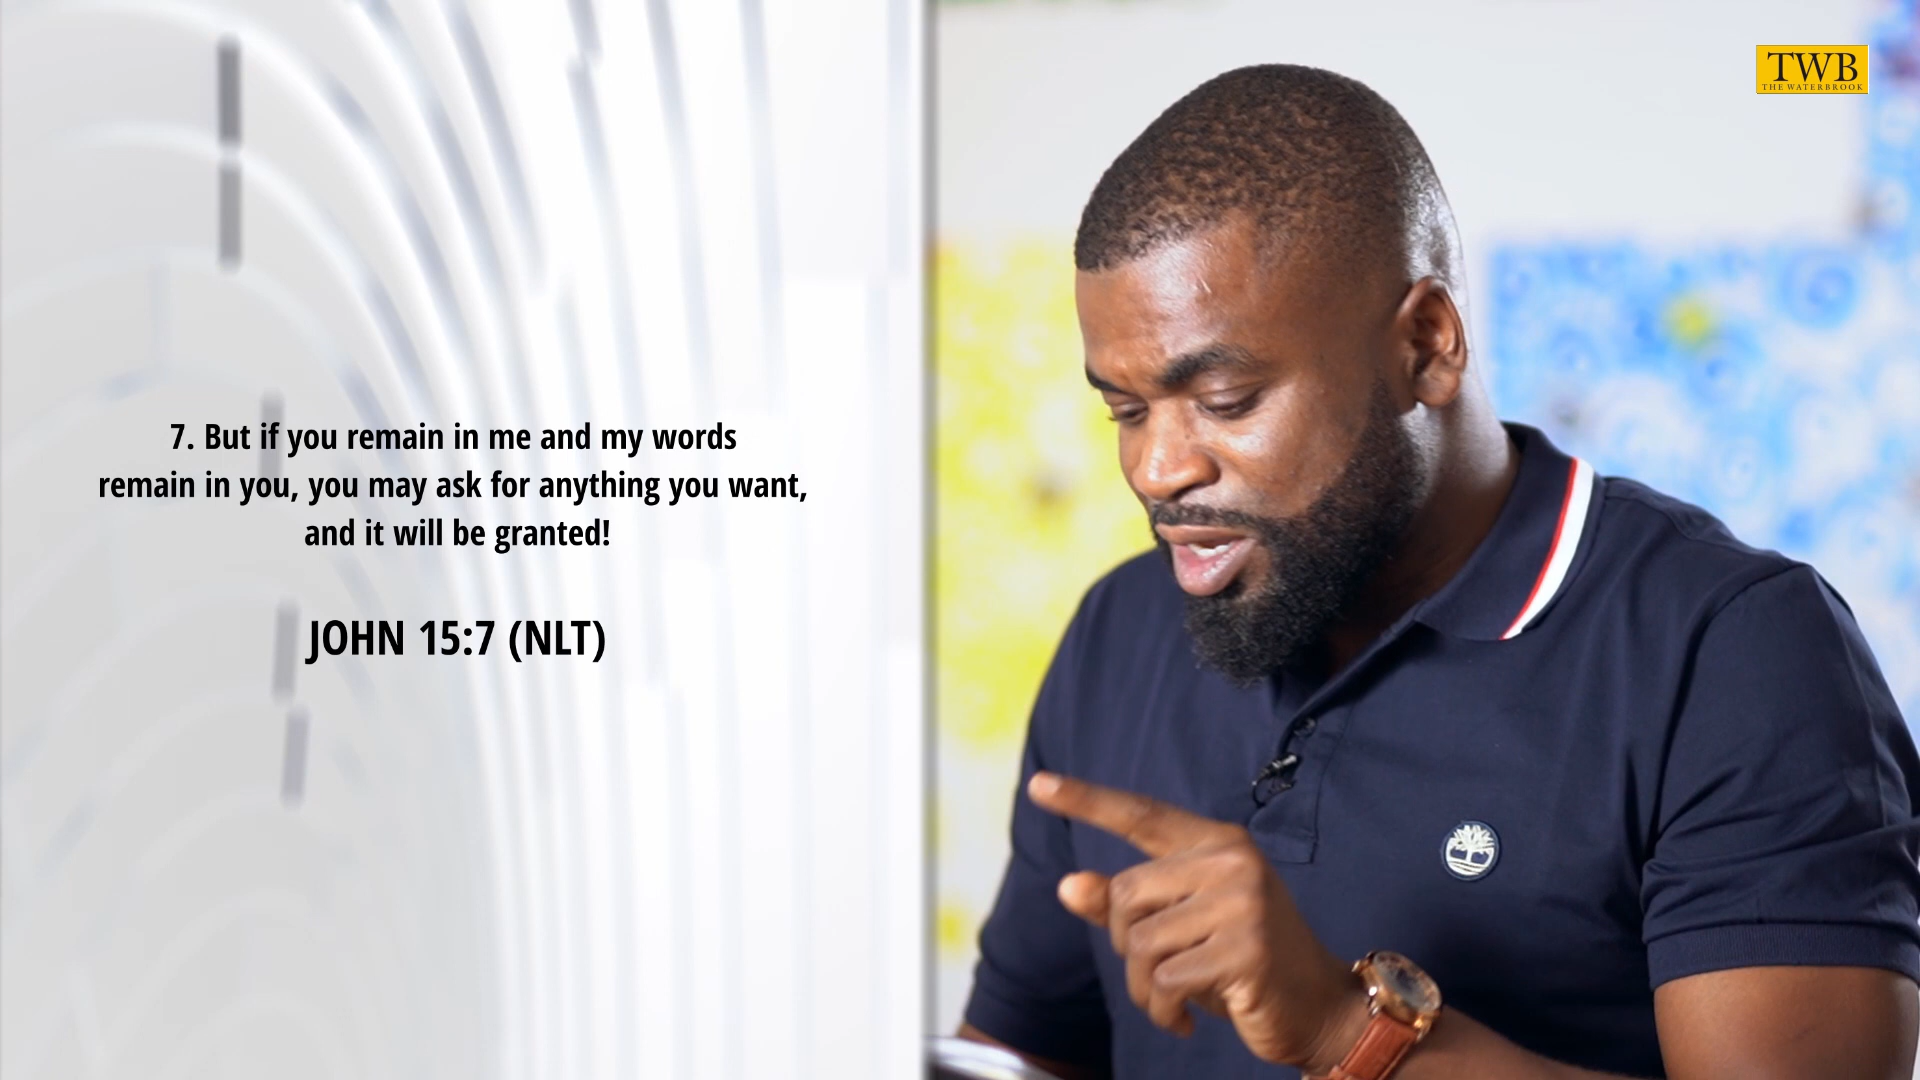 7. But if you remain in me and my words
remain in you, you may ask for anything you want,
and it will be granted!
JOHN 15:7 (NLT)
TWB
THE WATERBROOK